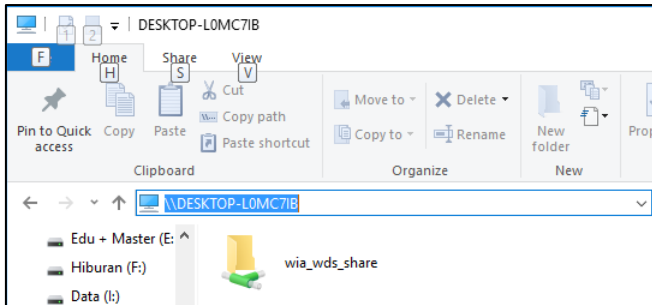 1 2 DESKTOP-L0MC7IB
F Home Share View
H S V
Cut
Move to Delete
Copy path
Pin to Quick access Copy Paste New folder
Copy to Rename
Paste shortcut
Clipboard Organize New
\\DESKTOP-L0MC7IB
Edu + Master (E:
wia_wds_share
Hiburan (F:)
Data (I:)